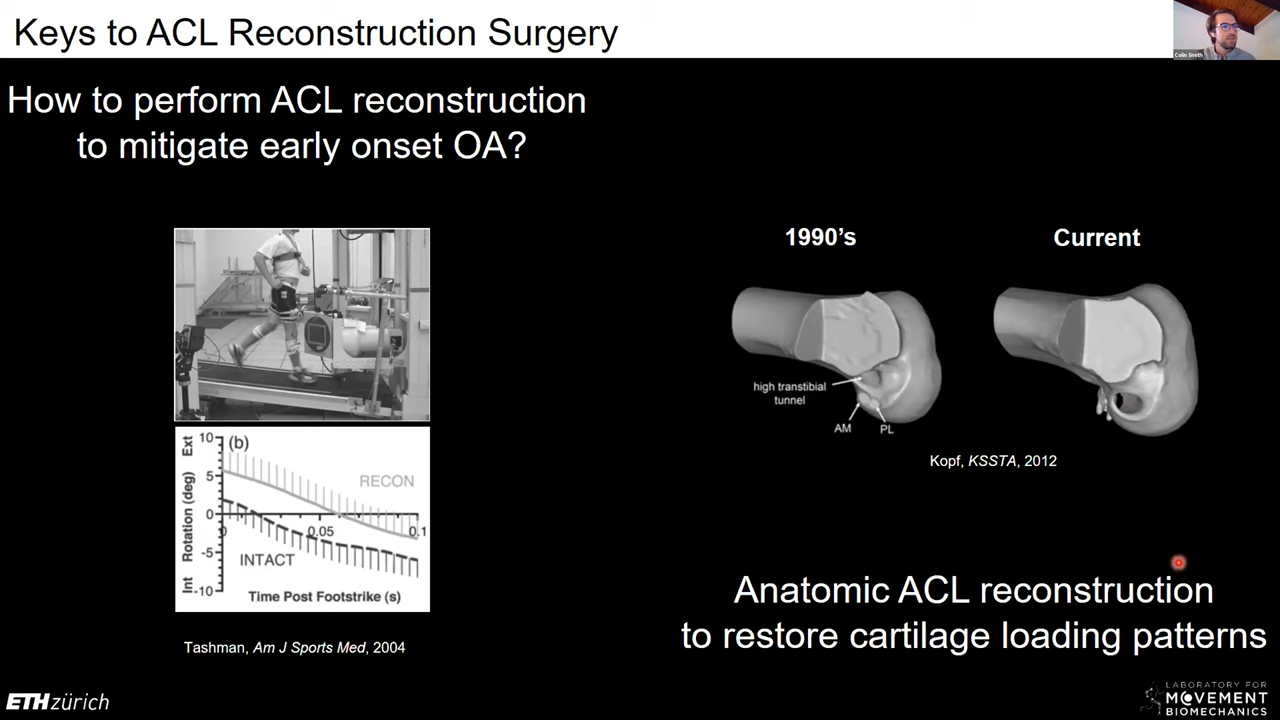 Keys to ACL Reconstruction Surgery
Colin Smith
How to perform ACL reconstruction
to mitigate early onset OA?
10
5
0
-5
-10
Ext
Rotation (deg)
Int
(b)
RECON
INTACT
0
0.05
0.1
Time Post Footstrike (s)
Tashman, Am J Sports Med, 2004
1990’s
Current
high transtibial
tunnel
AM
PL
Kopf, KSSTA, 2012
Anatomic ACL reconstruction
to restore cartilage loading patterns
ETH zürich
LABORATORY FOR
MOVEMENT
BIOMECHANICS